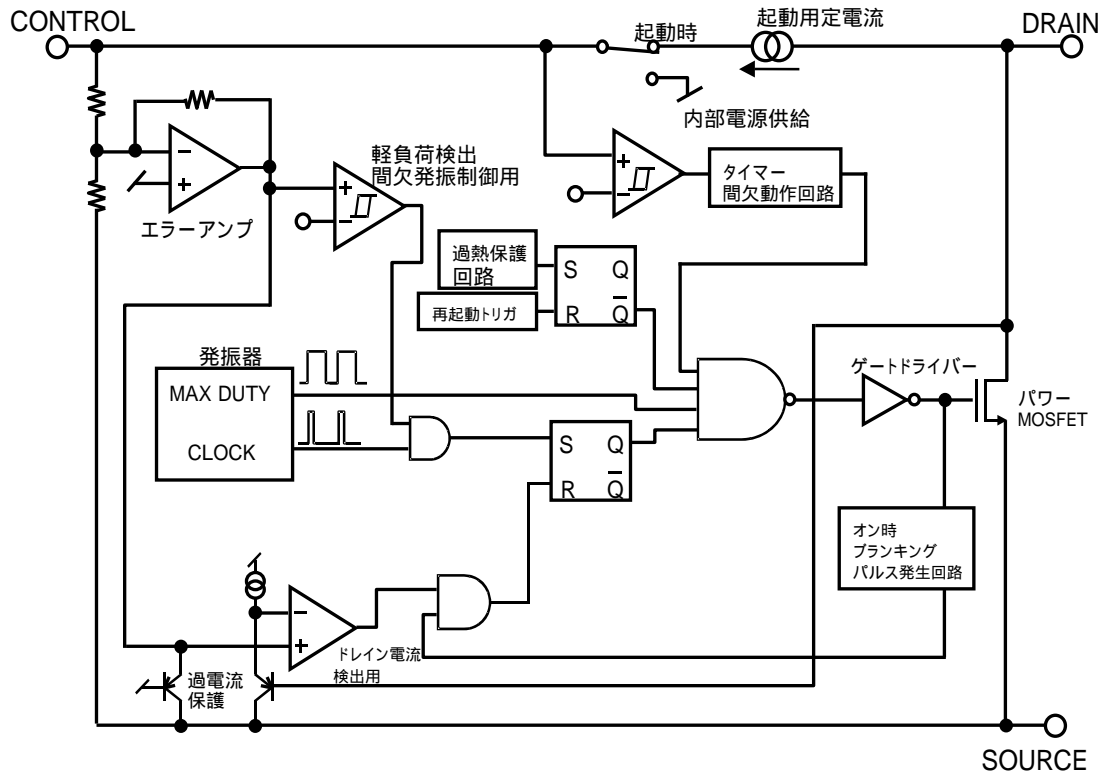 CONTROL
起動時
起動用定電流
DRAIN
内部電源供給
軽負荷検出
間欠発振制御用
エラーアンプ
タイマー
間欠動作回路
過熱保護
回路
再起動トリガ
S Q
R Q
発振器
MAX DUTY
CLOCK
ゲートドライバー
パワー
MOSFET
S Q
R Q
オン時
ブランキング
パルス発生回路
ドレイン電流
検出用
過電流
保護
SOURCE